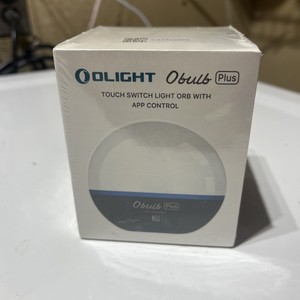 OLIGHT Obulb Plus
TOUCH SWITCH LIGHT ORB WITH
APP CONTROL
Obulb Plus